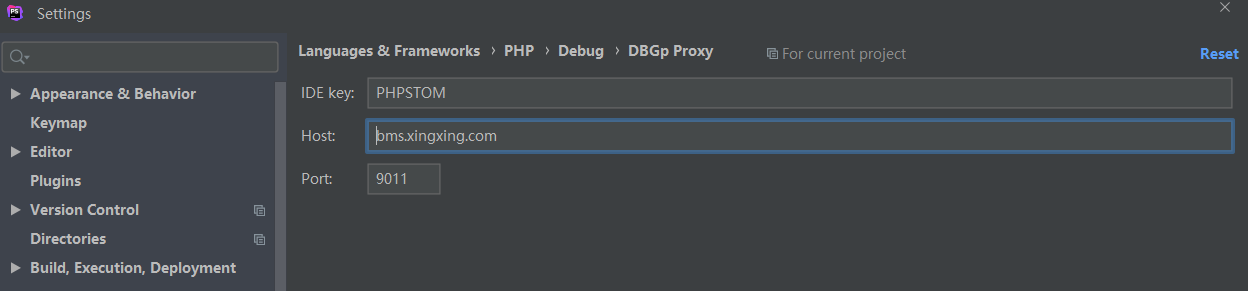 PS
Settings
Languages & Frameworks › PHP › Debug › DBGp Proxy For current project Reset
IDE key: PHPSTOM
Host: bms.xingxing.com
Port: 9011
Appearance & Behavior
Keymap
Editor
Plugins
Version Control
Directories
Build, Execution, Deployment